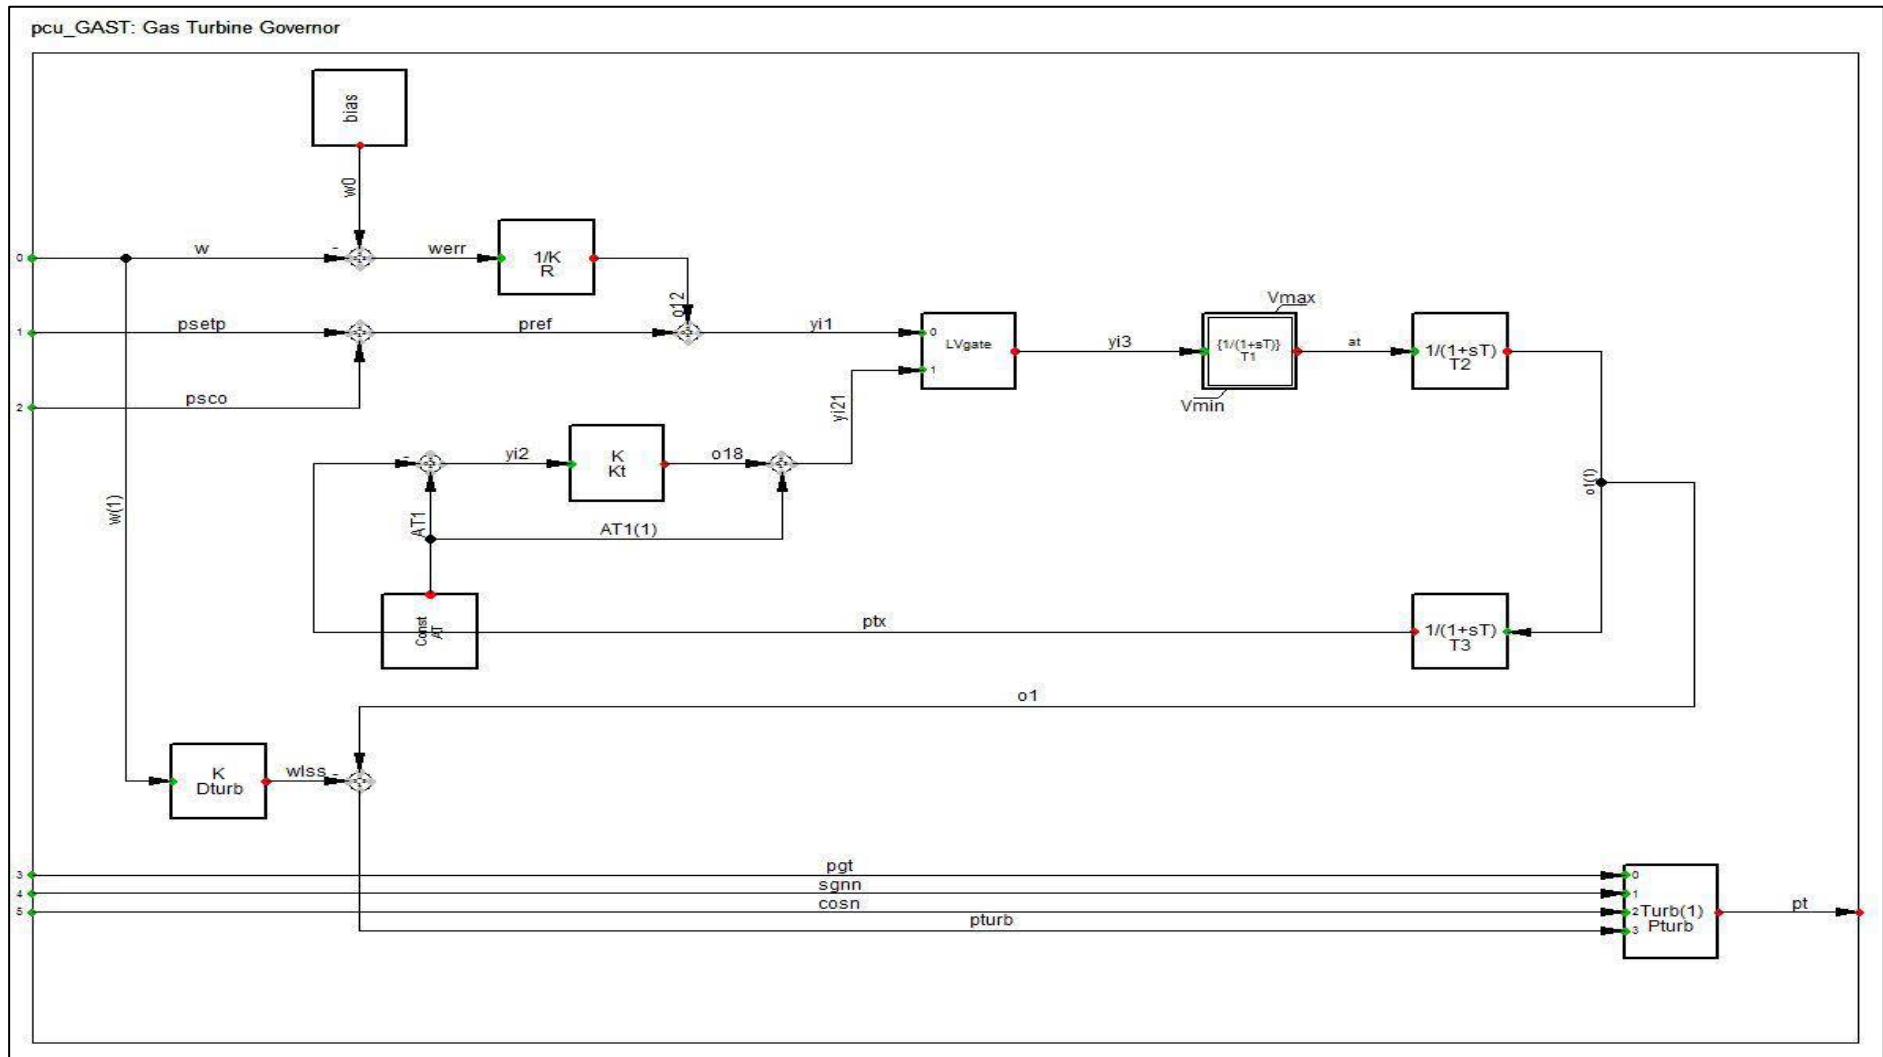 pcu_GAST: Gas Turbine Governor
bias
w0
0
w
-
werr
1/K
R
o12
1
psetp
pref
yi1
0
LVgate
1
yi3
Vmax
{1/(1+sT)}
T1
Vmin
at
1/(1+sT)
T2
2
psco
yi21
-
yi2
K
Kt
o18
o1(1)
w(1)
AT1
AT1(1)
Const
AT
ptx
1/(1+sT)
T3
o1
K
Dturb
wlss
-
3
pgt
0
4
sgnn
1
5
cosn
2
Turb(1)
Pturb
pt
pturb
3